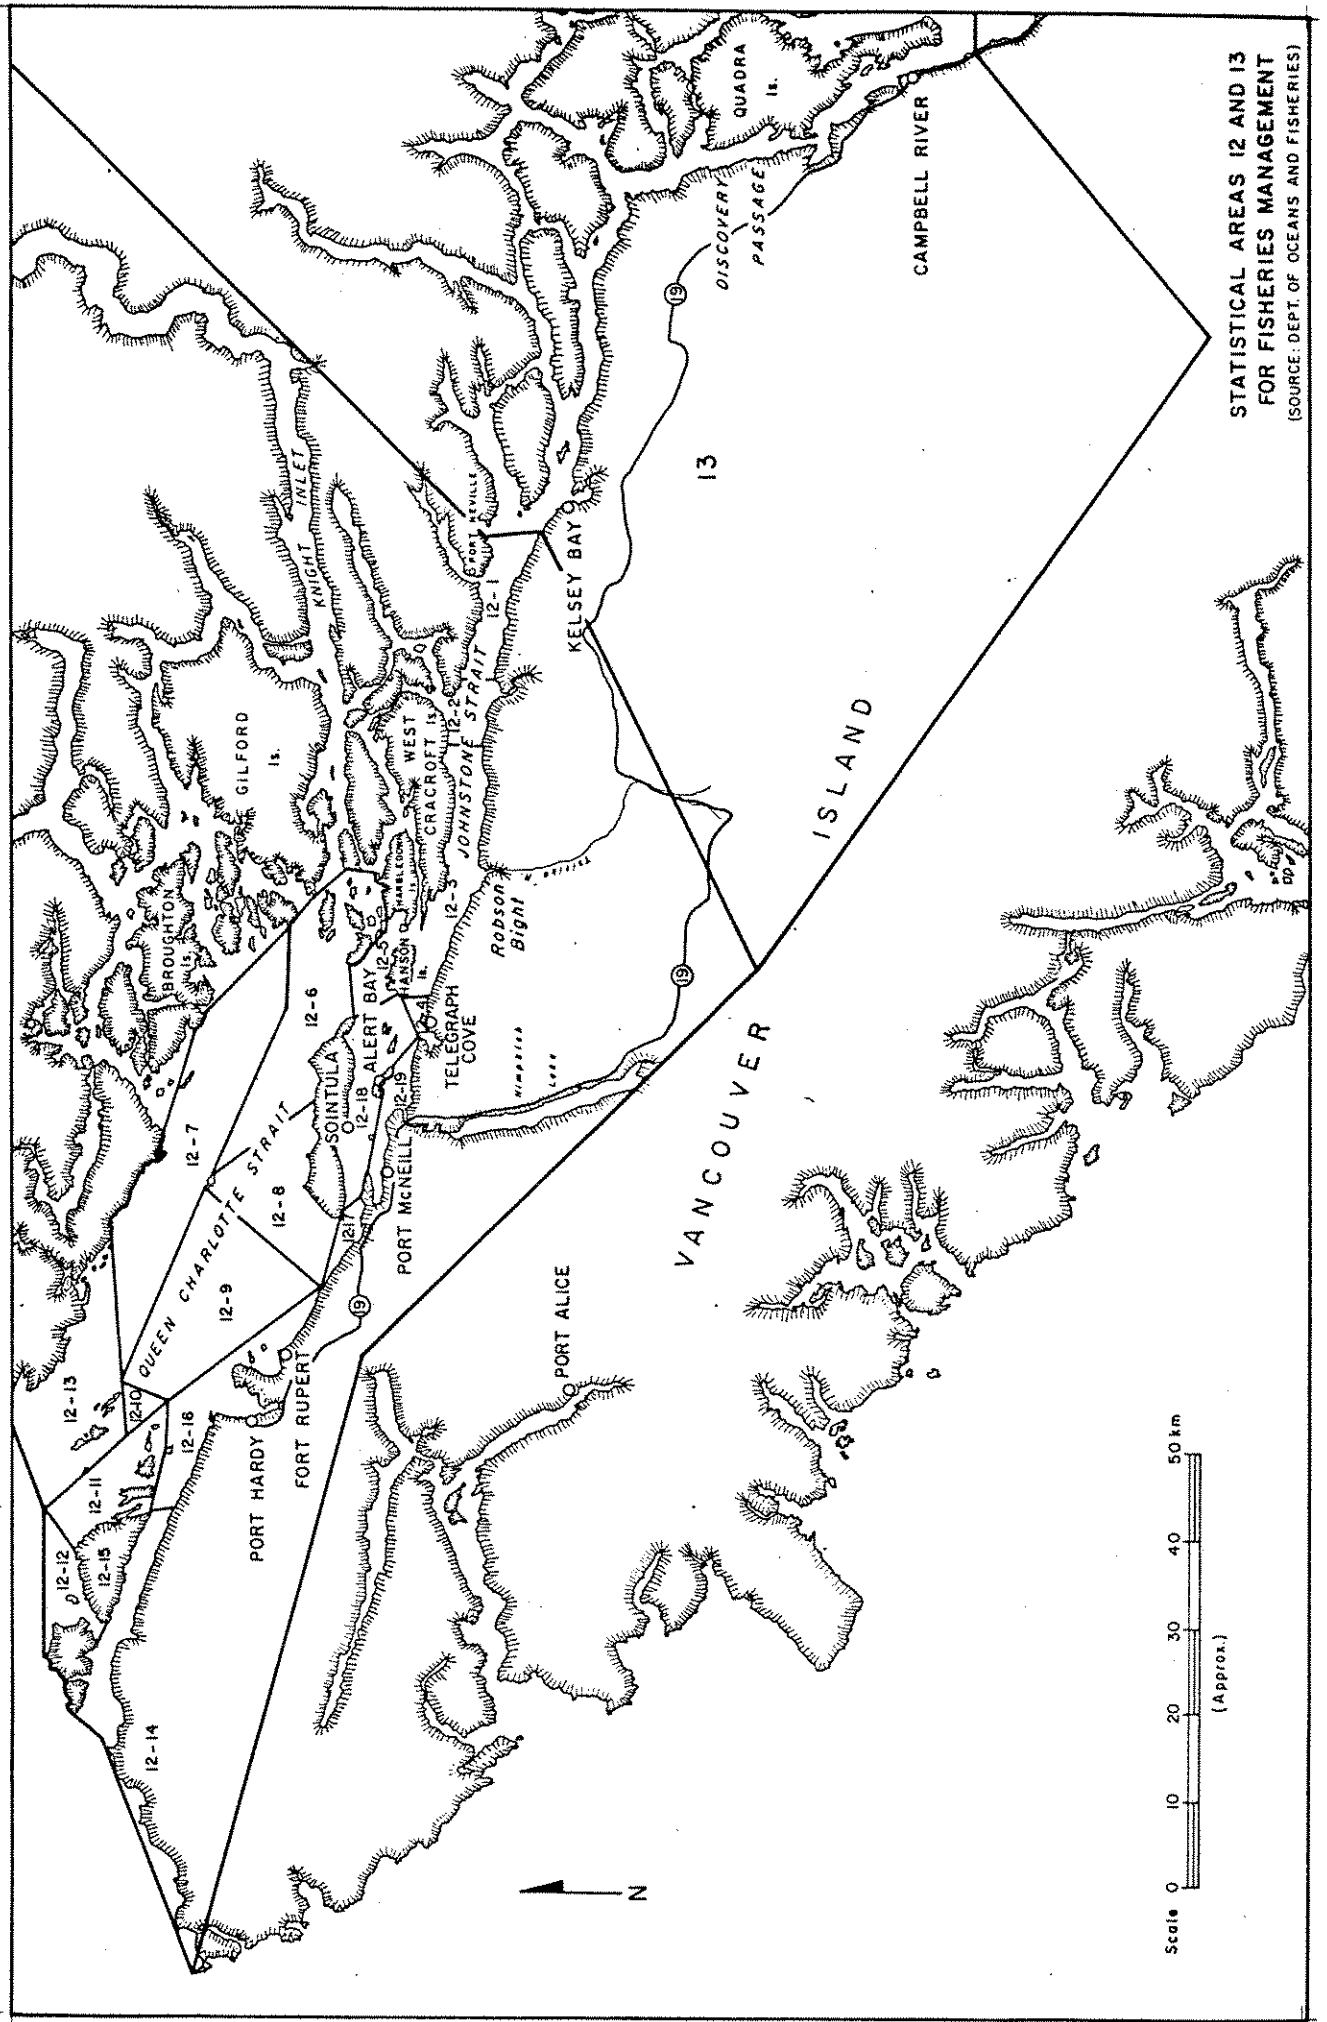 12-12
12-15
12-11
12-13
12-10
12-16
12-14
12-9
12-7
12-8
12-6
QUEEN CHARLOTTE STRAIT
BROUGHTON
Is.
GILFORD
Is.
KNIGHT INLET
PORT HARDY
FORT RUPERT
12-17
PORT McNEILL
SOINTULA
12-18
12-19
ALERT BAY
12-5
HANSON
Is.
12-4
TELEGRAPH
COVE
12-3
Robson
Bight
WEST
CRACROFT Is.
12-2
JOHNSTONE STRAIT
12-1
PORT NEVILLE
KELSEY BAY
13
19
19
19
DISCOVERY
PASSAGE
QUADRA
Is.
CAMPBELL RIVER
PORT ALICE
VANCOUVER ISLAND
N
Scale 0 10 20 30 40 50 km
(Approx.)
STATISTICAL AREAS 12 AND 13
FOR FISHERIES MANAGEMENT
(SOURCE: DEPT. OF OCEANS AND FISHERIES)